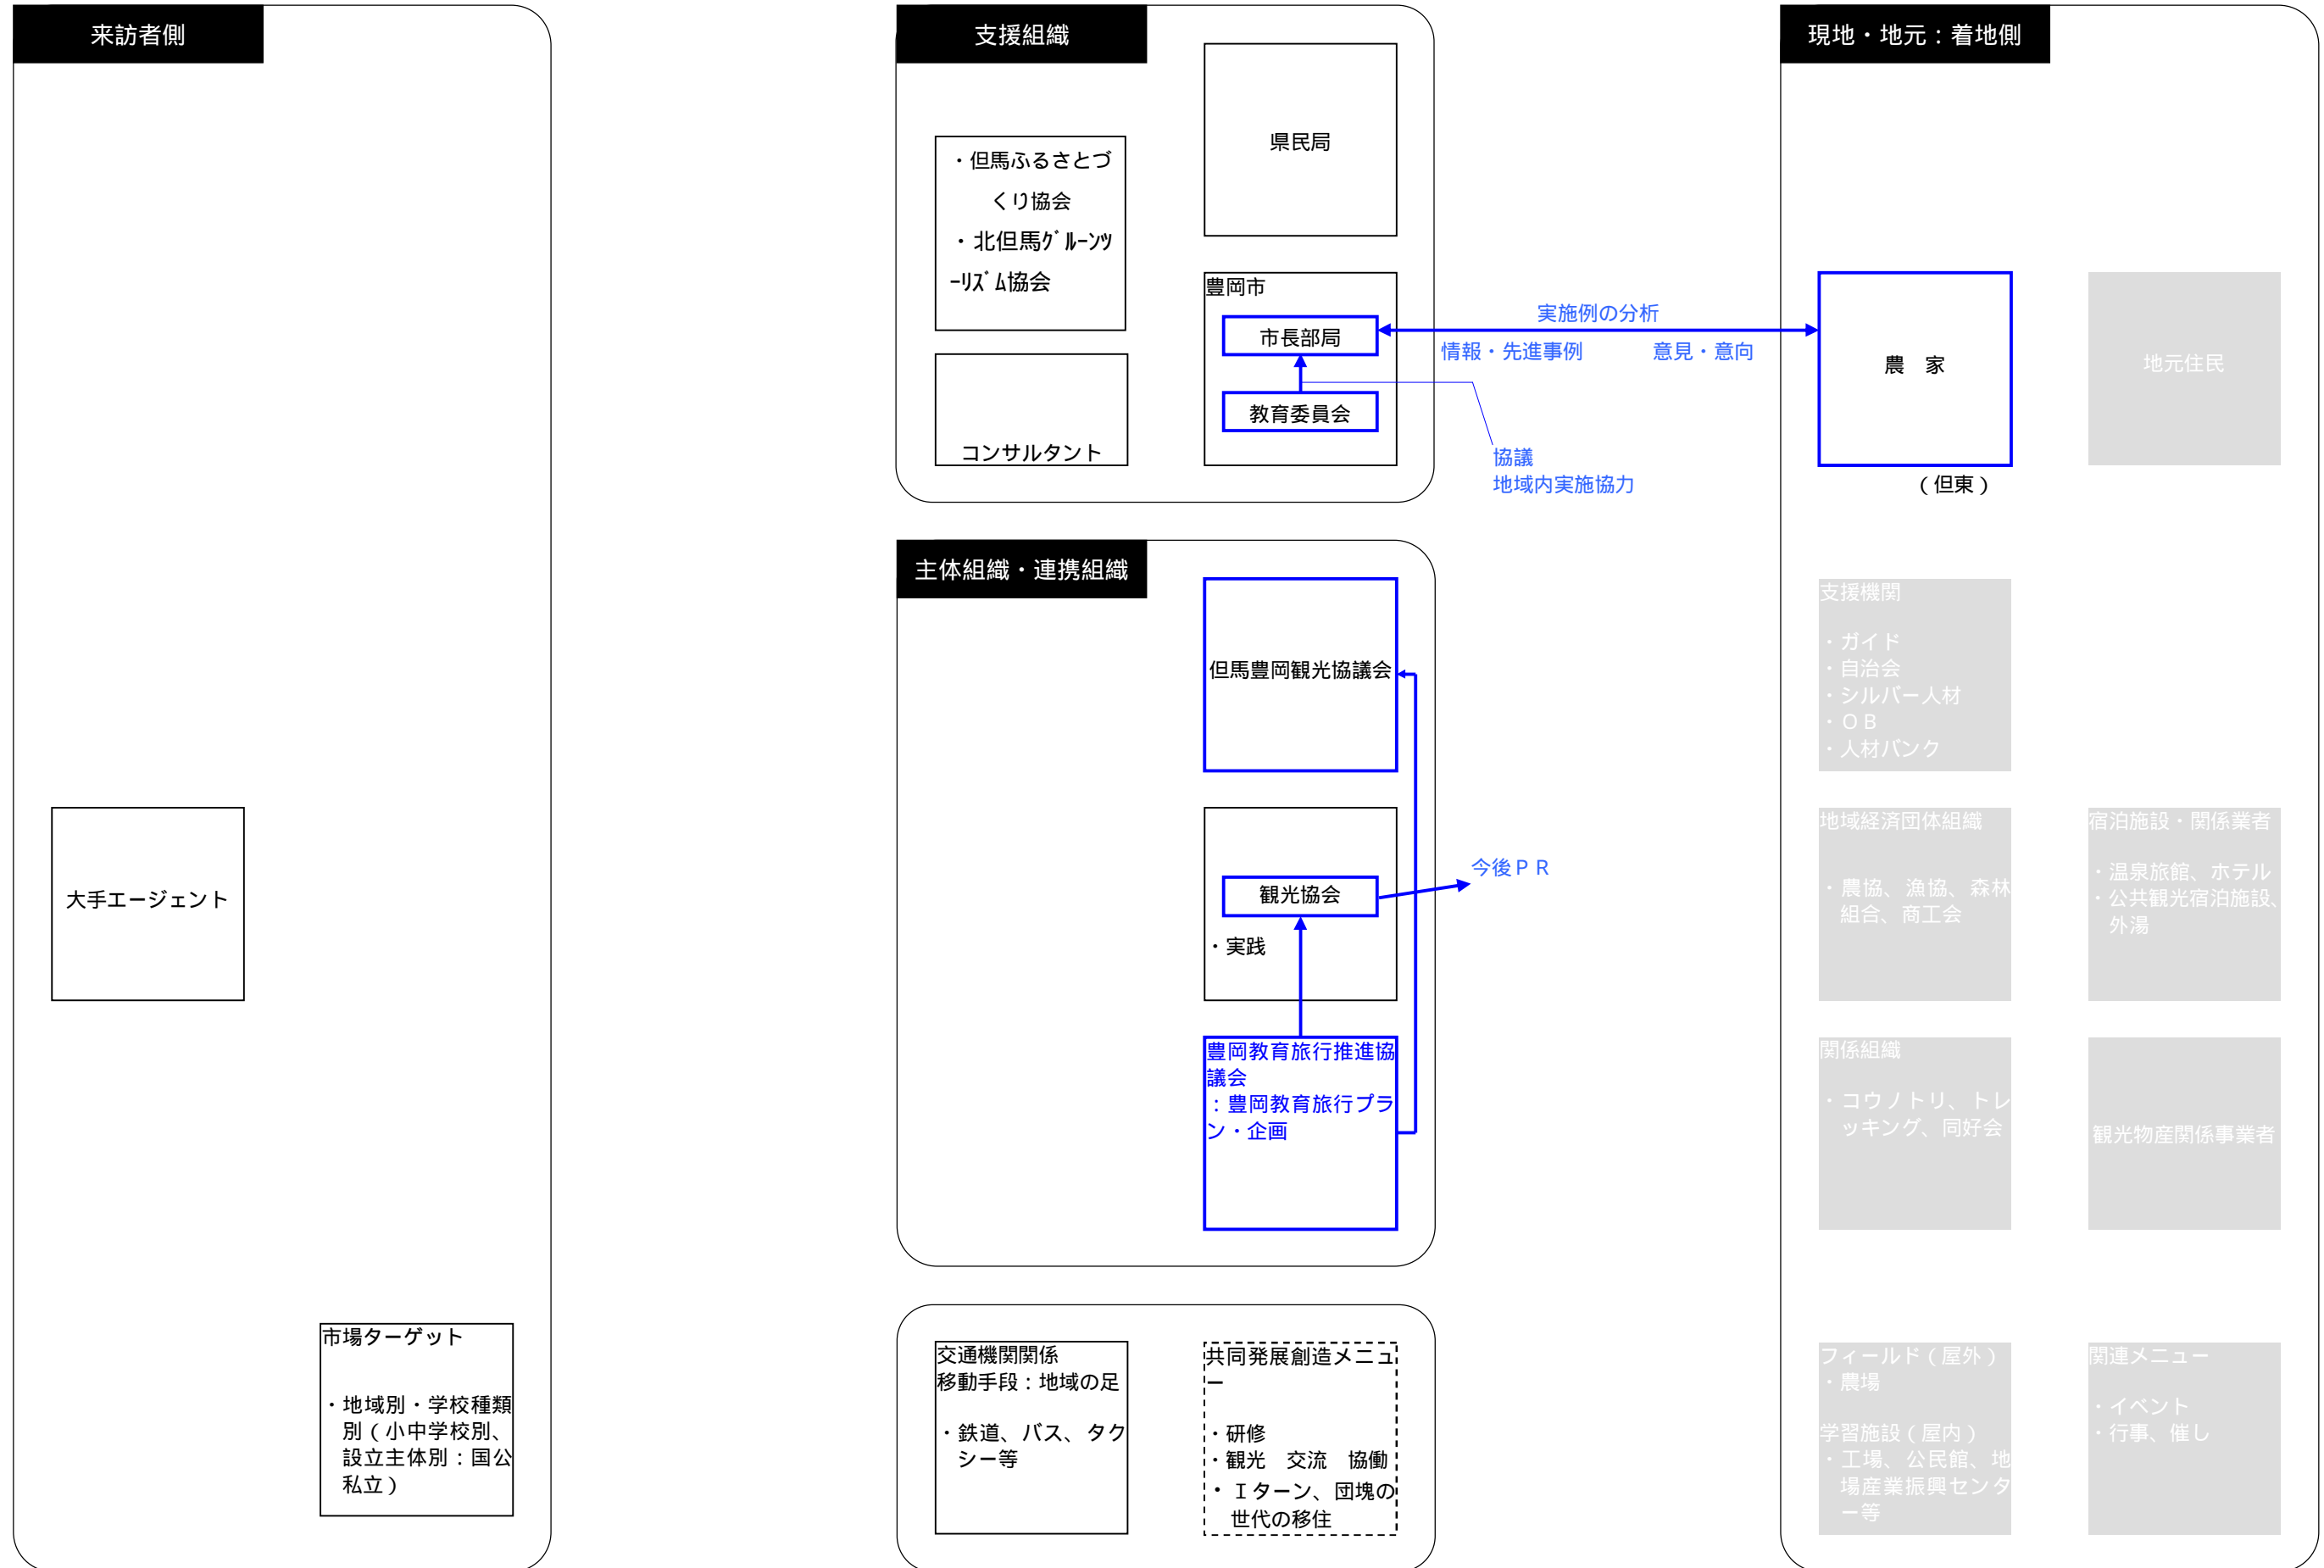 来訪者側
大手エージェント
市場ターゲット
・地域別・学校種類
別（小中学校別、
設立主体別：国公
私立）
支援組織
県民局
・但馬ふるさとづ
くり協会
・北但馬ｸﾞﾙｰﾝﾂ
ｰﾘｽﾞﾑ協会
コンサルタント
豊岡市
市長部局
教育委員会
実施例の分析
情報・先進事例
意見・意向
協議
地域内実施協力
主体組織・連携組織
但馬豊岡観光協議会
観光協会
・実践
今後ＰＲ
豊岡教育旅行推進協
議会
：豊岡教育旅行プラ
ン・企画
交通機関関係
移動手段：地域の足
・鉄道、バス、タク
シー等
共同発展創造メニュ
ー
・研修
・観光　交流　協働
・Ｉターン、団塊の
世代の移住
現地・地元：着地側
農　家
（但東）
地元住民
支援機関
・ガイド
・自治会
・シルバー人材
・ＯＢ
・人材バンク
地域経済団体組織
・農協、漁協、森林
組合、商工会
宿泊施設・関係業者
・温泉旅館、ホテル
・公共観光宿泊施設、
外湯
関係組織
・コウノトリ、トレ
ッキング、同好会
観光物産関係事業者
フィールド（屋外）
・農場
学習施設（屋内）
・工場、公民館、地
場産業振興センタ
ー等
関連メニュー
・イベント
・行事、催し